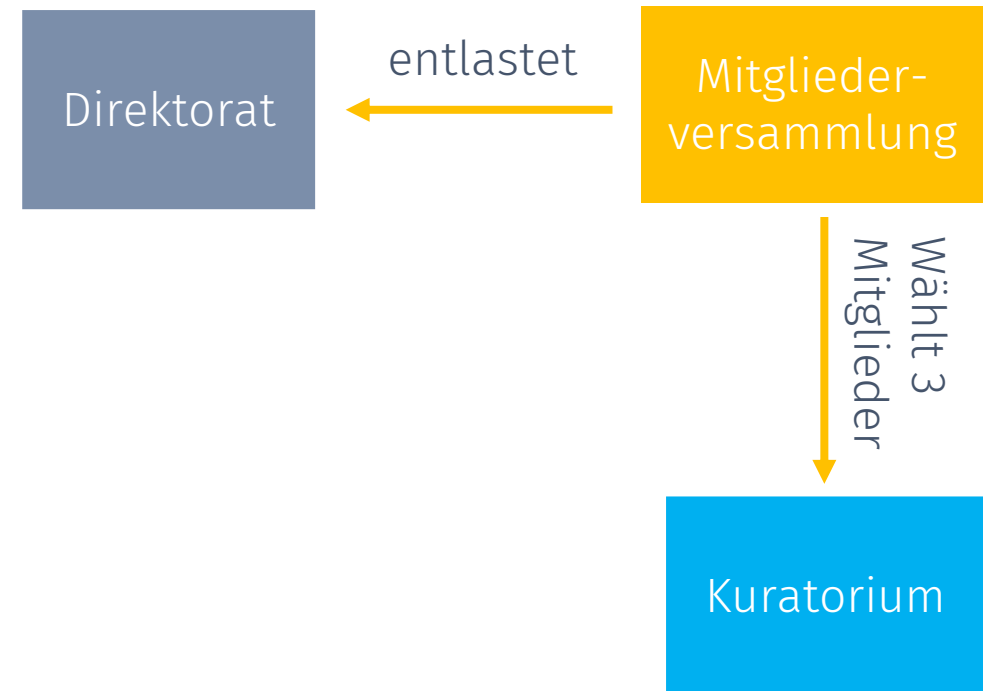 Direktorat
entlastet
Mitglieder-
versammlung
Wählt 3
Mitglieder
Kuratorium